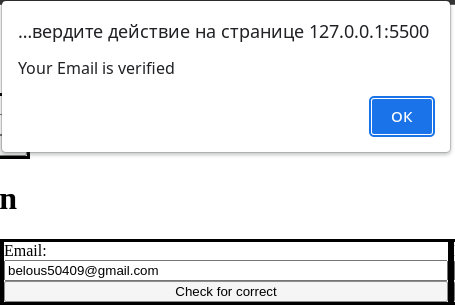 ...вердите действие на странице 127.0.0.1:5500
Your Email is verified
ОК
n
Email:
belous50409@gmail.com
Check for correct